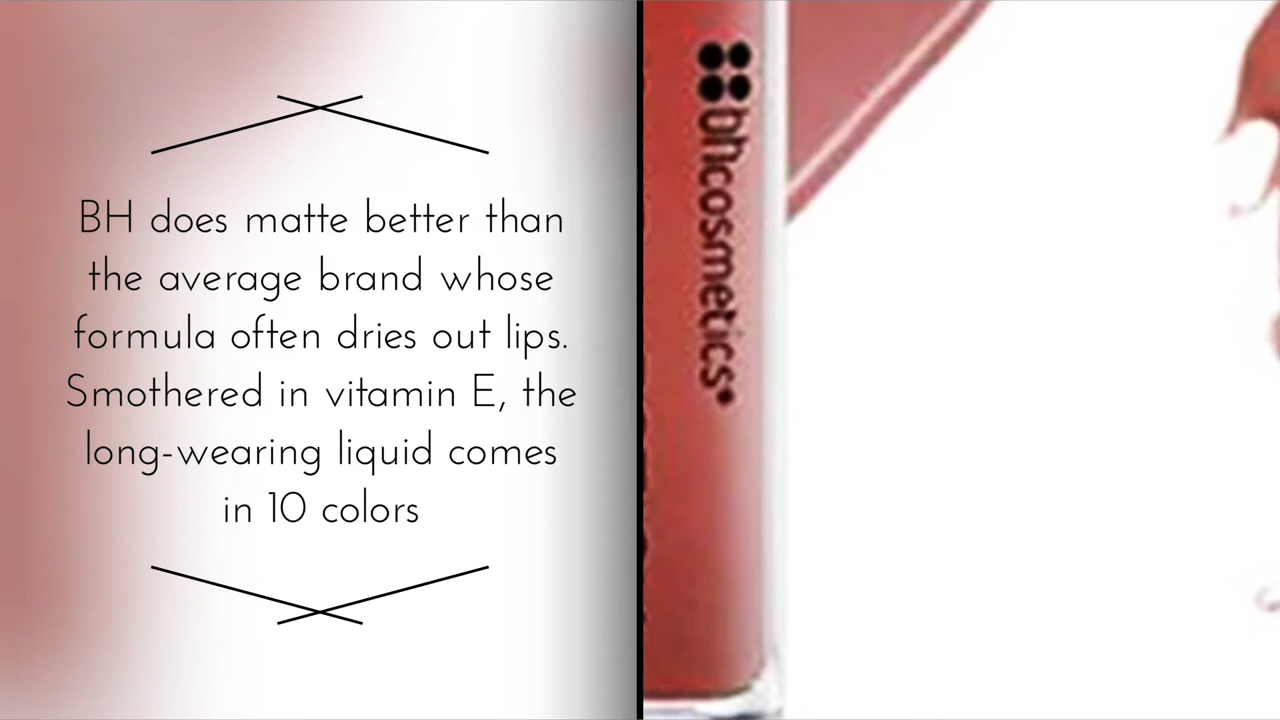 BH does matte better than
the average brand whose
formula often dries out lips.
Smothered in vitamin E, the
long-wearing liquid comes
in 10 colors
bhcosmetics